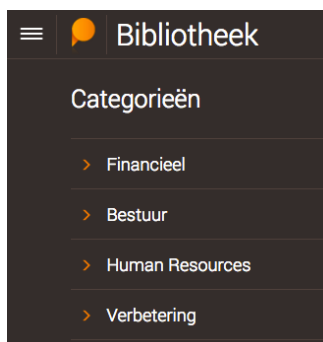 Bibliotheek
Categorieën
Financieel
Bestuur
Human Resources
Verbetering